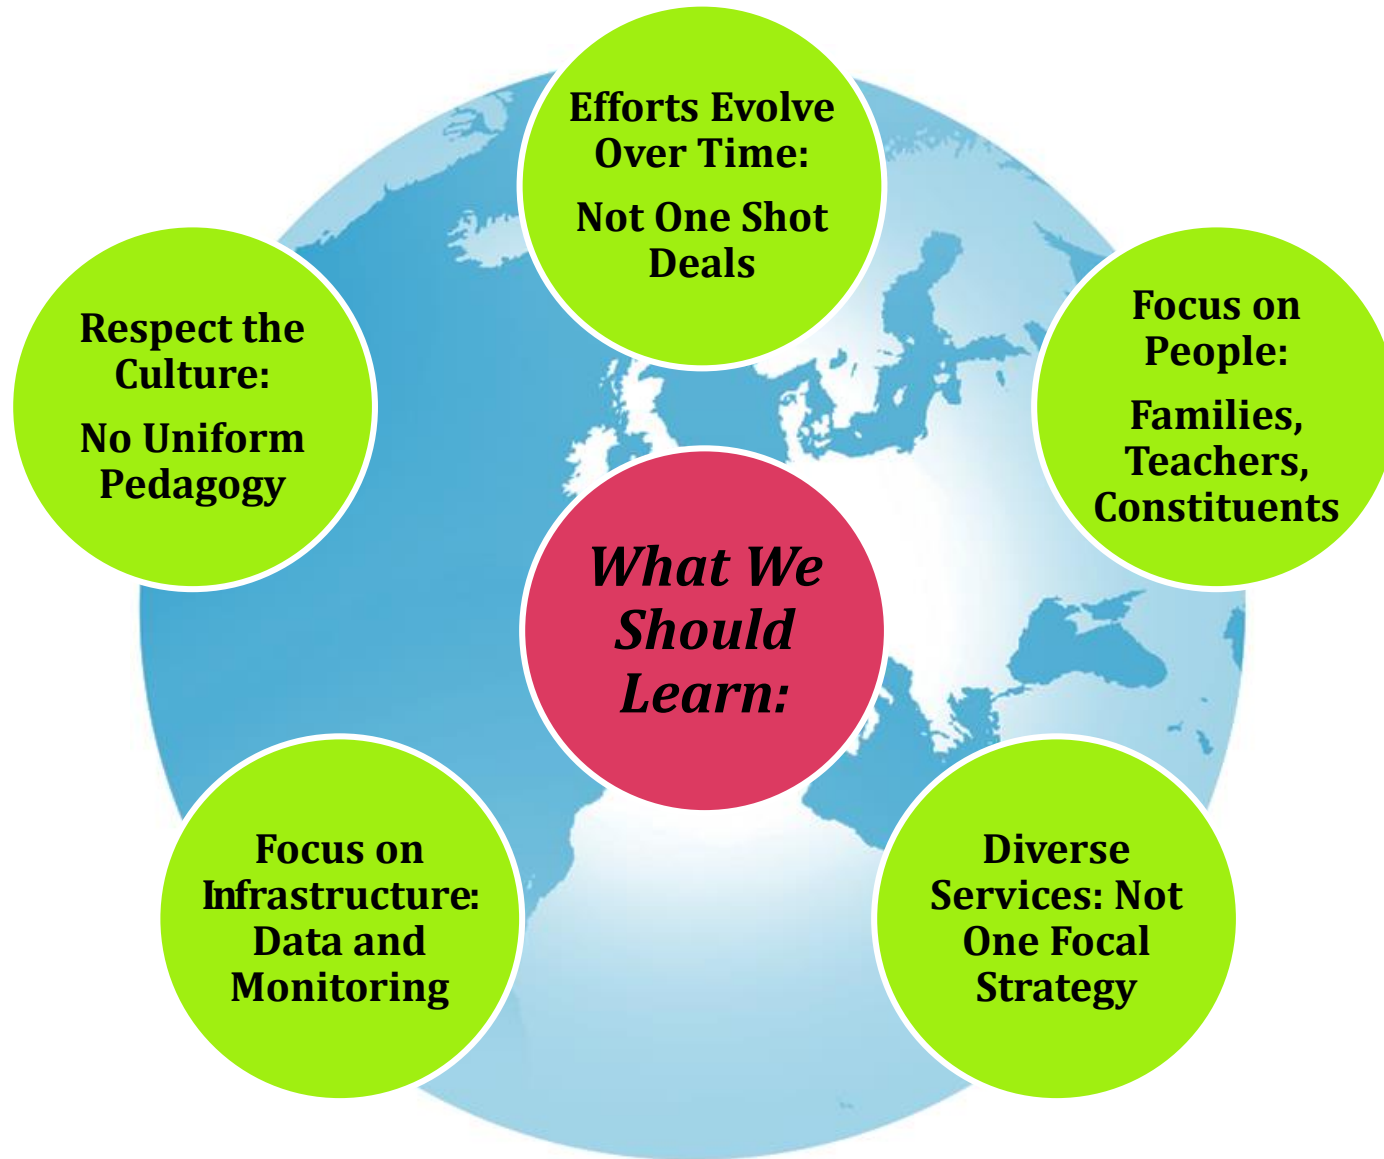 Efforts Evolve
Over Time:
Not One Shot
Deals
Focus on
People:
Families,
Teachers,
Constituents
Respect the
Culture:
No Uniform
Pedagogy
What We
Should
Learn:
Focus on
Infrastructure:
Data and
Monitoring
Diverse
Services: Not
One Focal
Strategy